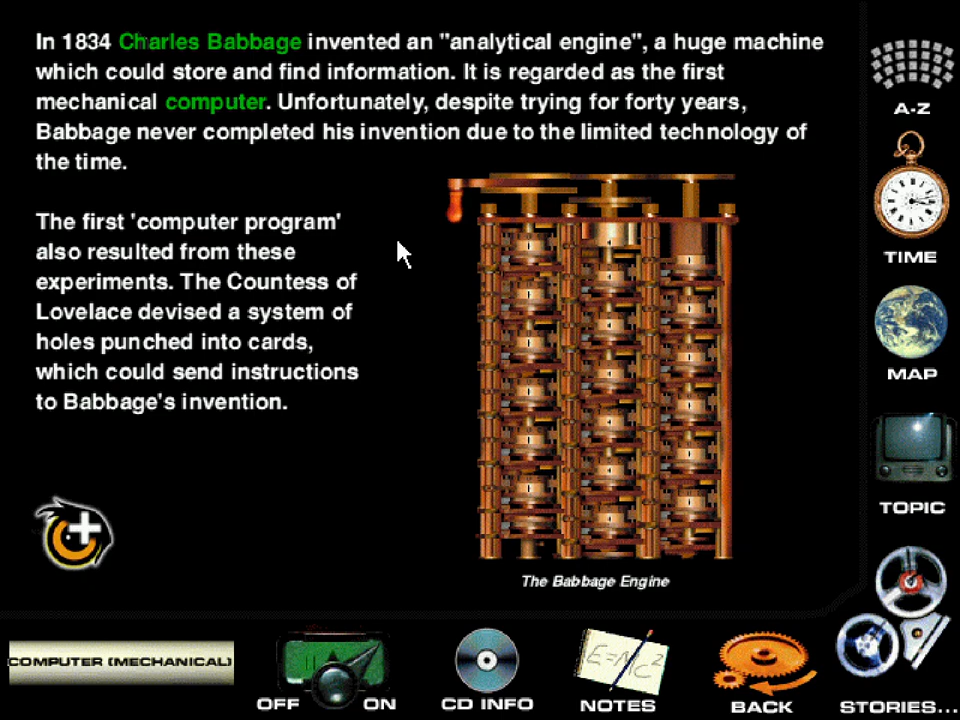 In 1834 Charles Babbage invented an "analytical engine", a huge machine
which could store and find information. It is regarded as the first
mechanical computer. Unfortunately, despite trying for forty years,
Babbage never completed his invention due to the limited technology of
the time.
The first 'computer program'
also resulted from these
experiments. The Countess of
Lovelace devised a system of
holes punched into cards,
which could send instructions
to Babbage's invention.
The Babbage Engine
A-Z
TIME
MAP
TOPIC
STORIES...
COMPUTER (MECHANICAL)
OFF ON
CD INFO
E=MC²
NOTES
BACK